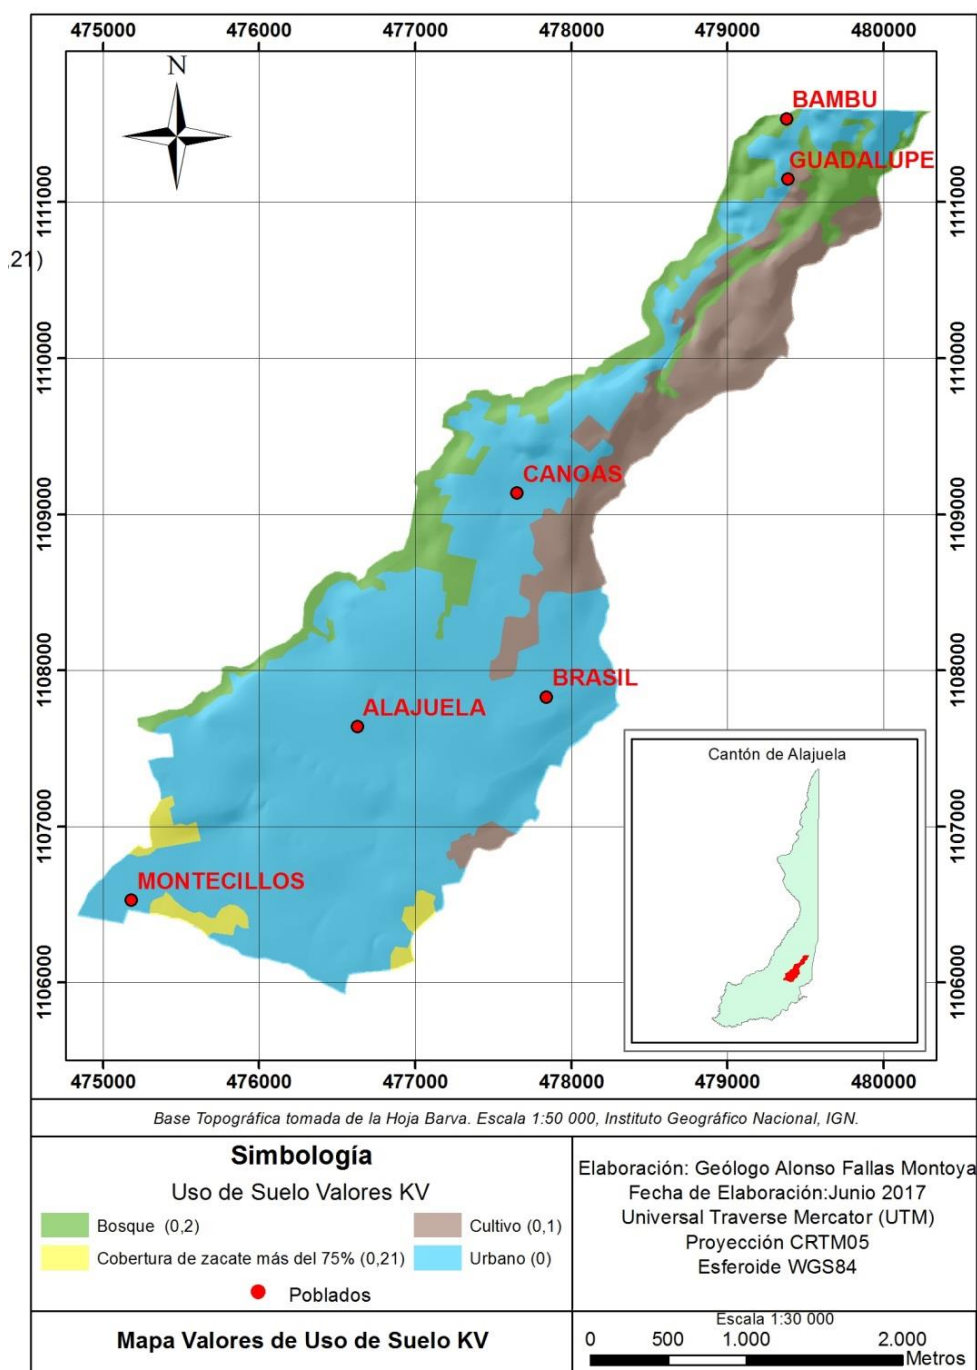 475000 476000 477000 478000 479000 480000
N
BAMBU
GUADALUPE
1111000 1111000
,21)
1110000 1110000
CANOAS
1109000 1109000
1108000 1108000
BRASIL
ALAJUELA
Cantón de Alajuela
1107000 1107000
MONTECILLOS
1106000 1106000
475000 476000 477000 478000 479000 480000
Base Topográfica tomada de la Hoja Barva. Escala 1:50 000, Instituto Geográfico Nacional, IGN.
Simbología
Uso de Suelo Valores KV
Bosque (0,2)
Cultivo (0,1)
Cobertura de zacate más del 75% (0,21)
Urbano (0)
Poblados
Mapa Valores de Uso de Suelo KV
Elaboración: Geólogo Alonso Fallas Montoya
Fecha de Elaboración:Junio 2017
Universal Traverse Mercator (UTM)
Proyección CRTM05
Esferoide WGS84
Escala 1:30 000
0 500 1.000 2.000
Metros